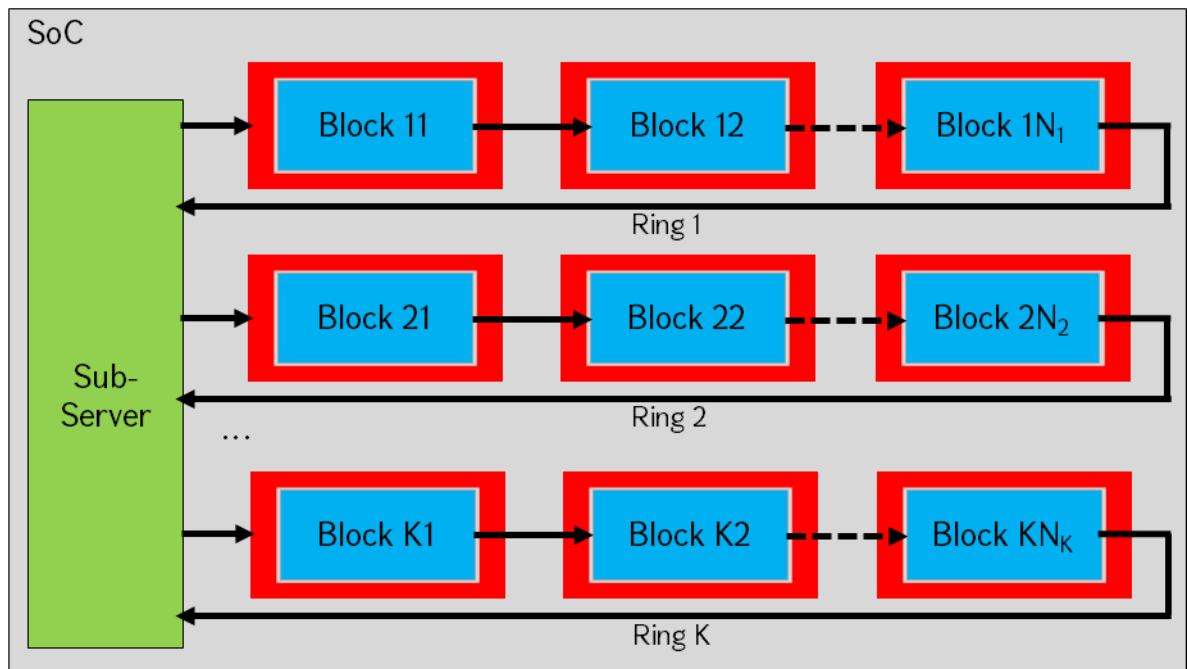 SoC
Block 11
Block 12
Block 1N₁
Ring 1
Block 21
Block 22
Block 2N₂
Ring 2
Sub-
Server
...
Block K1
Block K2
Block KNₖ
Ring K